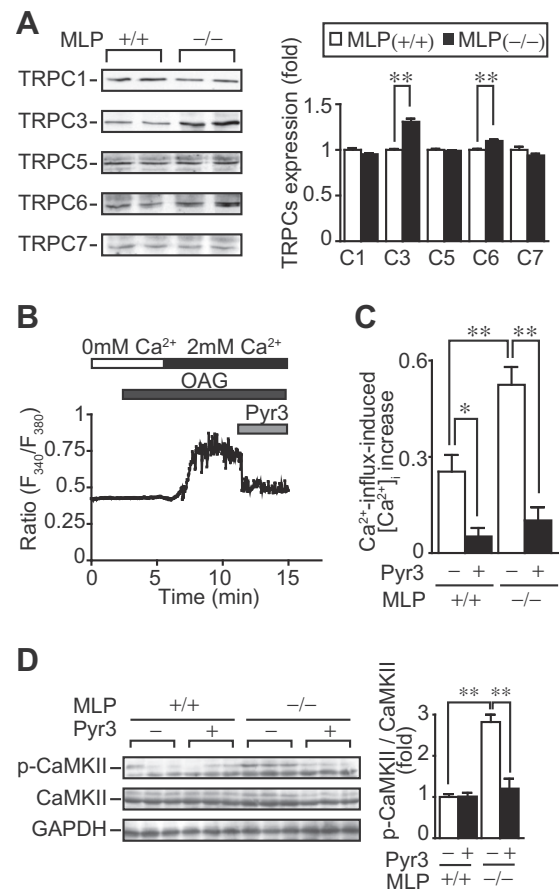 A
MLP +/+ −/−
TRPC1
TRPC3
TRPC5
TRPC6
TRPC7
MLP(+/+) MLP(−/−)
TRPCs expression (fold)
1.5
1
0.5
0
** **
C1 C3 C5 C6 C7
B
0mM Ca²⁺ 2mM Ca²⁺
OAG
Pyr3
Ratio (F₃₄₀/F₃₈₀)
1
0.75
0.5
0.25
0
0 5 10 15
Time (min)
C
Ca²⁺-influx-induced
[Ca²⁺]ᵢ increase
0.6
0.3
0
** **
*
Pyr3 − + − +
MLP +/+ −/−
D
MLP +/+ −/−
Pyr3 − + − +
p-CaMKII
CaMKII
GAPDH
p-CaMKII / CaMKII
(fold)
3
2
1
0
** **
Pyr3 − + − +
MLP +/+ −/−